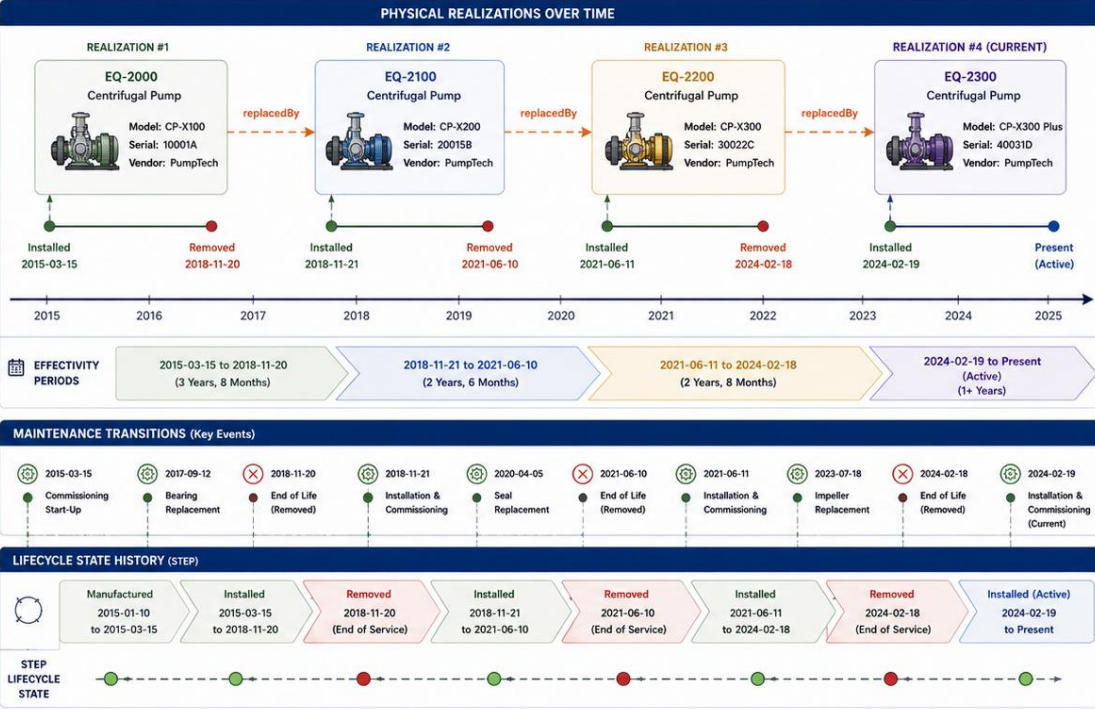 PHYSICAL REALIZATIONS OVER TIME
REALIZATION #1
EQ-2000
Centrifugal Pump
Model: CP-X100
Serial: 10001A
Vendor: PumpTech
replacedBy
REALIZATION #2
EQ-2100
Centrifugal Pump
Model: CP-X200
Serial: 20015B
Vendor: PumpTech
replacedBy
REALIZATION #3
EQ-2200
Centrifugal Pump
Model: CP-X300
Serial: 30022C
Vendor: PumpTech
replacedBy
REALIZATION #4 (CURRENT)
EQ-2300
Centrifugal Pump
Model: CP-X300 Plus
Serial: 40031D
Vendor: PumpTech
Installed
2015-03-15
Removed
2018-11-20
Installed
2018-11-21
Removed
2021-06-10
Installed
2021-06-11
Removed
2024-02-18
Installed
2024-02-19
Present
(Active)
2015 2016 2017 2018 2019 2020 2021 2022 2023 2024 2025
EFFECTIVITY
PERIODS
2015-03-15 to 2018-11-20
(3 Years, 8 Months)
2018-11-21 to 2021-06-10
(2 Years, 6 Months)
2021-06-11 to 2024-02-18
(2 Years, 8 Months)
2024-02-19 to Present
(Active)
(1+ Years)
MAINTENANCE TRANSITIONS (Key Events)
2015-03-15
Commissioning
Start-Up
2017-09-12
Bearing
Replacement
2018-11-20
End of Life
(Removed)
2018-11-21
Installation &
Commissioning
2020-04-05
Seal
Replacement
2021-06-10
End of Life
(Removed)
2021-06-11
Installation &
Commissioning
2023-07-18
Impeller
Replacement
2024-02-18
End of Life
(Removed)
2024-02-19
Installation &
Commissioning
(Current)
LIFECYCLE STATE HISTORY (STEP)
Manufactured
2015-01-10
to 2015-03-15
Installed
2015-03-15
to 2018-11-20
Removed
2018-11-20
(End of Service)
Installed
2018-11-21
to 2021-06-10
Removed
2021-06-10
(End of Service)
Installed
2021-06-11
to 2024-02-18
Removed
2024-02-18
(End of Service)
Installed (Active)
2024-02-19
to Present
STEP
LIFECYCLE
STATE